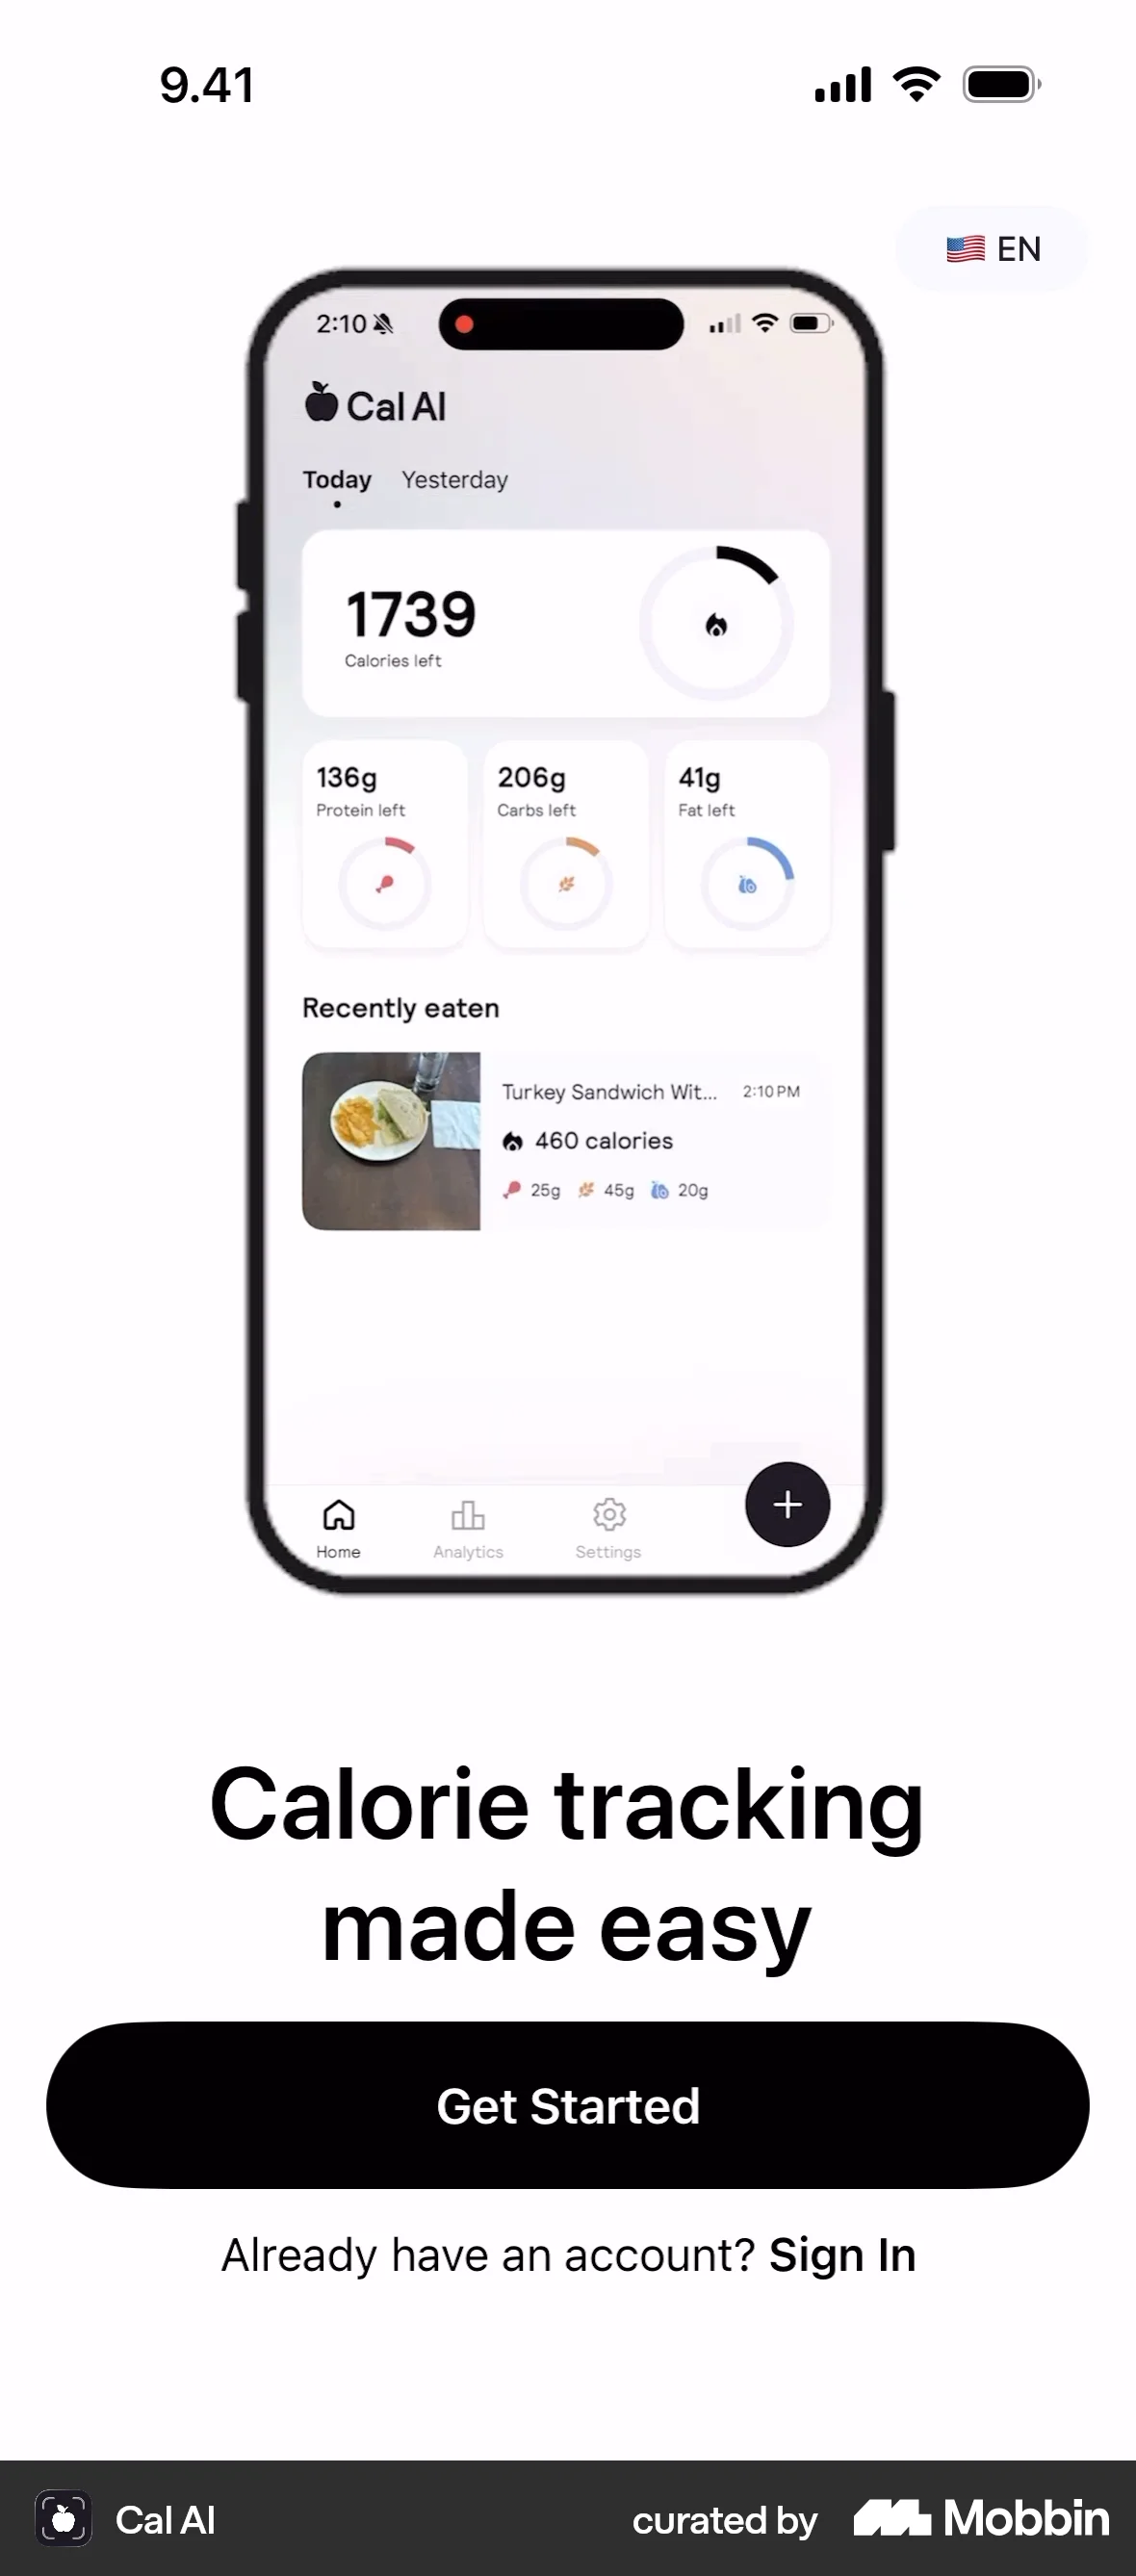 9.41
🇺🇸 EN
2:10
Cal AI
Today Yesterday
1739
Calories left
136g 206g 41g
Protein left Carbs left Fat left
Recently eaten
Turkey Sandwich Wit... 2:10 PM
460 calories
25g 45g 20g
Home Analytics Settings
Calorie tracking
made easy
Get Started
Already have an account? Sign In
Cal AI curated by Mobbin